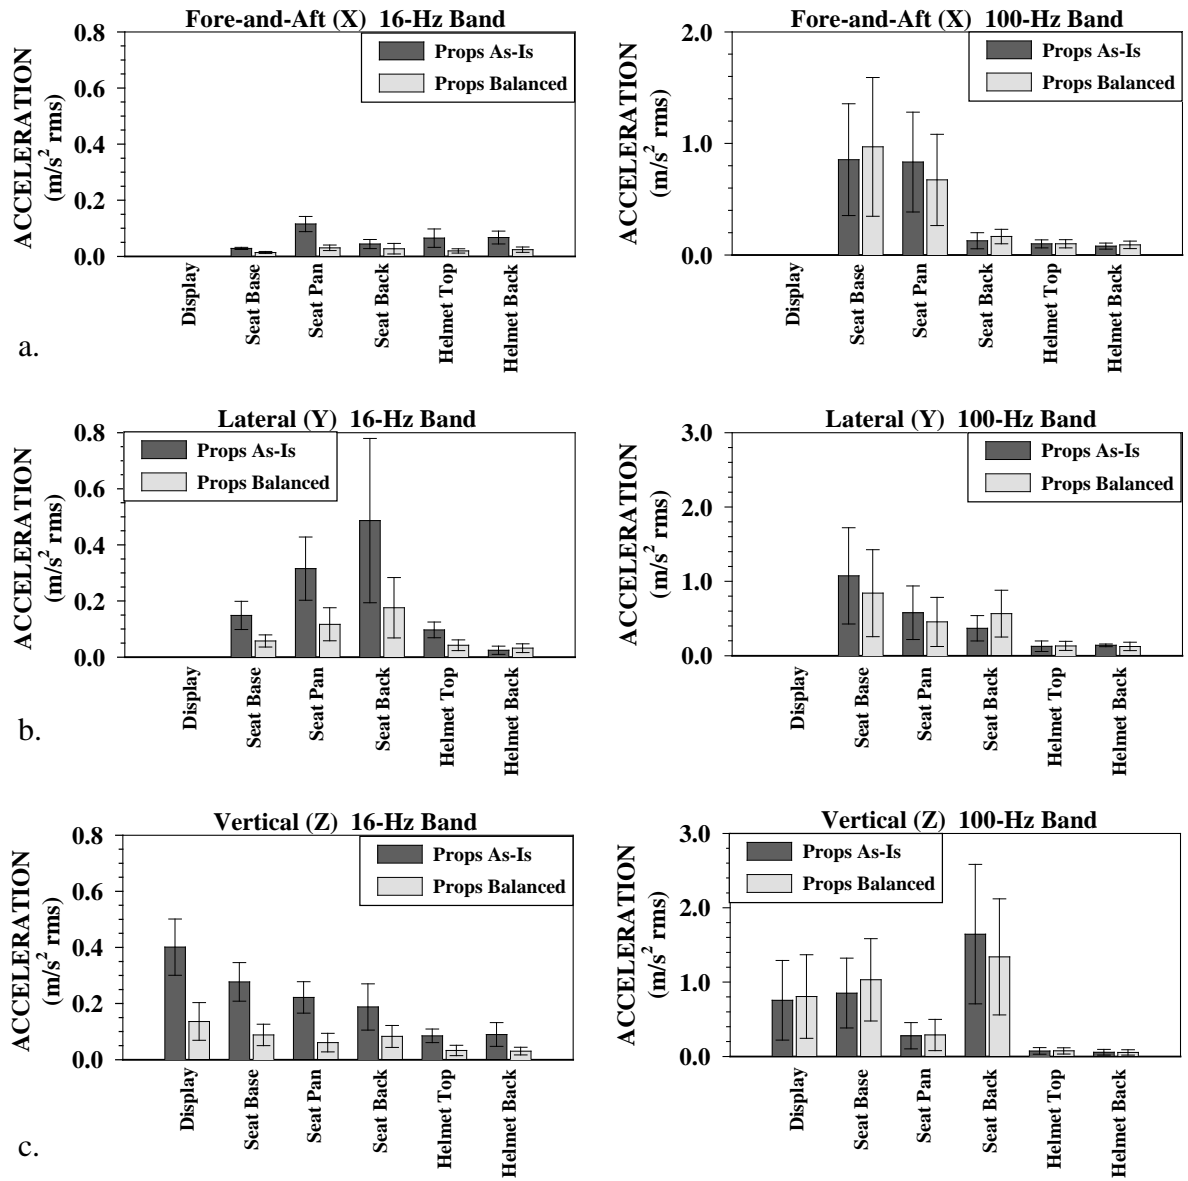 Fore-and-Aft (X) 16-Hz Band
ACCELERATION
(m/s² rms)
0.8
0.6
0.4
0.2
0.0
Props As-Is
Props Balanced
Display
Seat Base
Seat Pan
Seat Back
Helmet Top
Helmet Back
Fore-and-Aft (X) 100-Hz Band
ACCELERATION
(m/s² rms)
2.0
1.0
0.0
Props As-Is
Props Balanced
Display
Seat Base
Seat Pan
Seat Back
Helmet Top
Helmet Back
a.
Lateral (Y) 16-Hz Band
ACCELERATION
(m/s² rms)
0.8
0.6
0.4
0.2
0.0
Props As-Is
Props Balanced
Display
Seat Base
Seat Pan
Seat Back
Helmet Top
Helmet Back
Lateral (Y) 100-Hz Band
ACCELERATION
(m/s² rms)
3.0
2.0
1.0
0.0
Props As-Is
Props Balanced
Display
Seat Base
Seat Pan
Seat Back
Helmet Top
Helmet Back
b.
Vertical (Z) 16-Hz Band
ACCELERATION
(m/s² rms)
0.8
0.6
0.4
0.2
0.0
Props As-Is
Props Balanced
Display
Seat Base
Seat Pan
Seat Back
Helmet Top
Helmet Back
Vertical (Z) 100-Hz Band
ACCELERATION
(m/s² rms)
3.0
2.0
1.0
0.0
Props As-Is
Props Balanced
Display
Seat Base
Seat Pan
Seat Back
Helmet Top
Helmet Back
c.